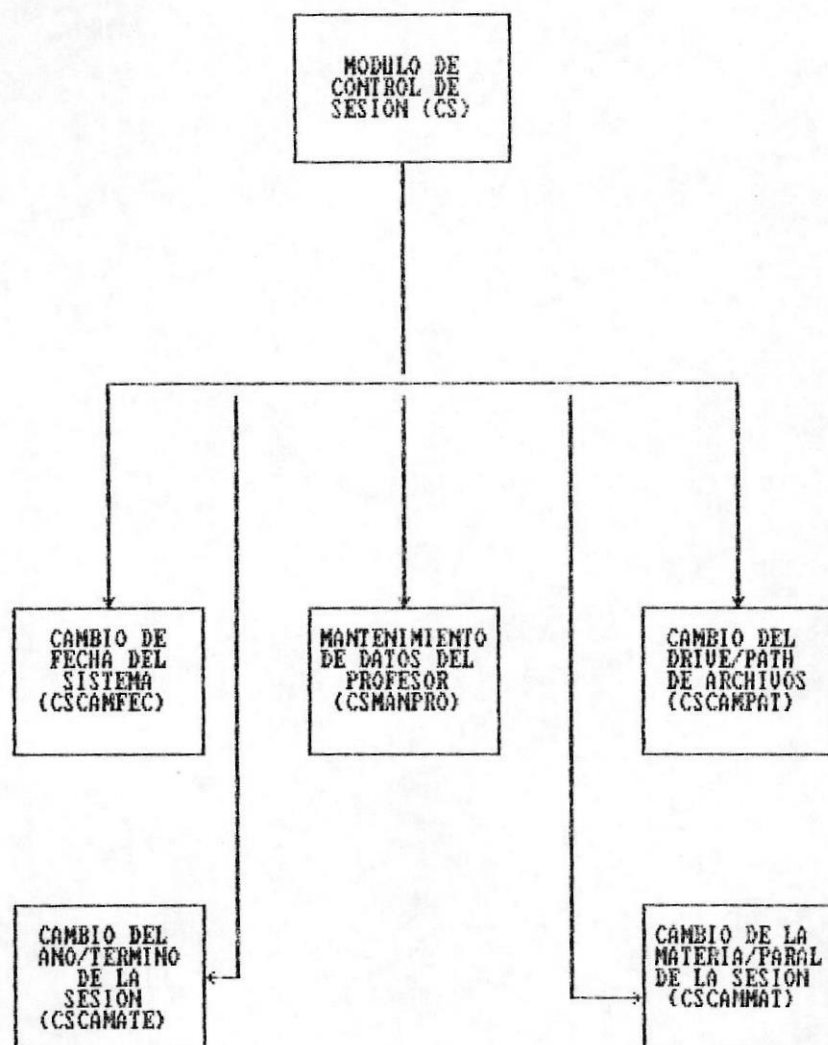 MODULO DE
CONTROL DE
SESION (CS)
CAMBIO DE
FECHA DEL
SISTEMA
(CSCAMFEC)
MANTENIMIENTO
DE DATOS DEL
PROFESOR
(CSMANPRO)
CAMBIO DEL
DRIVE/PATH
DE ARCHIVOS
(CSCAMPAT)
CAMBIO DEL
ANO/TERMINO
DE LA
SESION
(CSCAMATE)
CAMBIO DE LA
MATERIA/PARAL
DE LA SESION
(CSCAMMAT)